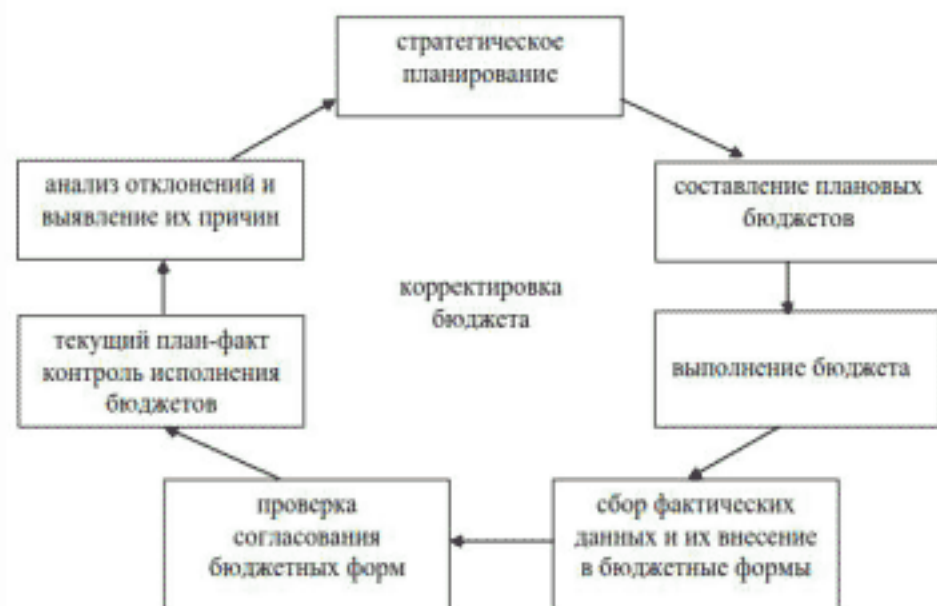 стратегическое
планирование
составление плановых
бюджетов
выполнение бюджета
сбор фактических
данных и их внесение
в бюджетные формы
проверка
согласования
бюджетных форм
текущий план-факт
контроль исполнения
бюджетов
анализ отклонений и
выявление их причин
корректировка
бюджета